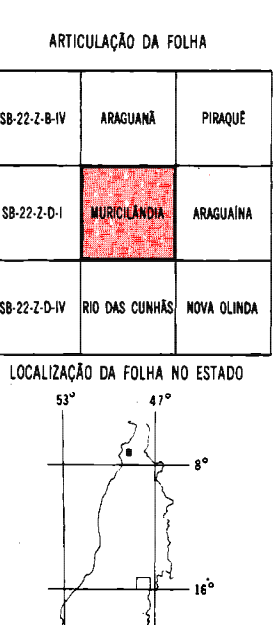 ARTICULAÇÃO DA FOLHA
SB-22-Z-B-IV ARAGUANÃ PIRAQUÊ
SB-22-Z-D-I MURICILÂNDIA ARAGUAÍNA
SB-22-Z-D-IV RIO DAS CUNHÃS NOVA OLINDA
LOCALIZAÇÃO DA FOLHA NO ESTADO
53° 47°
8°
16°